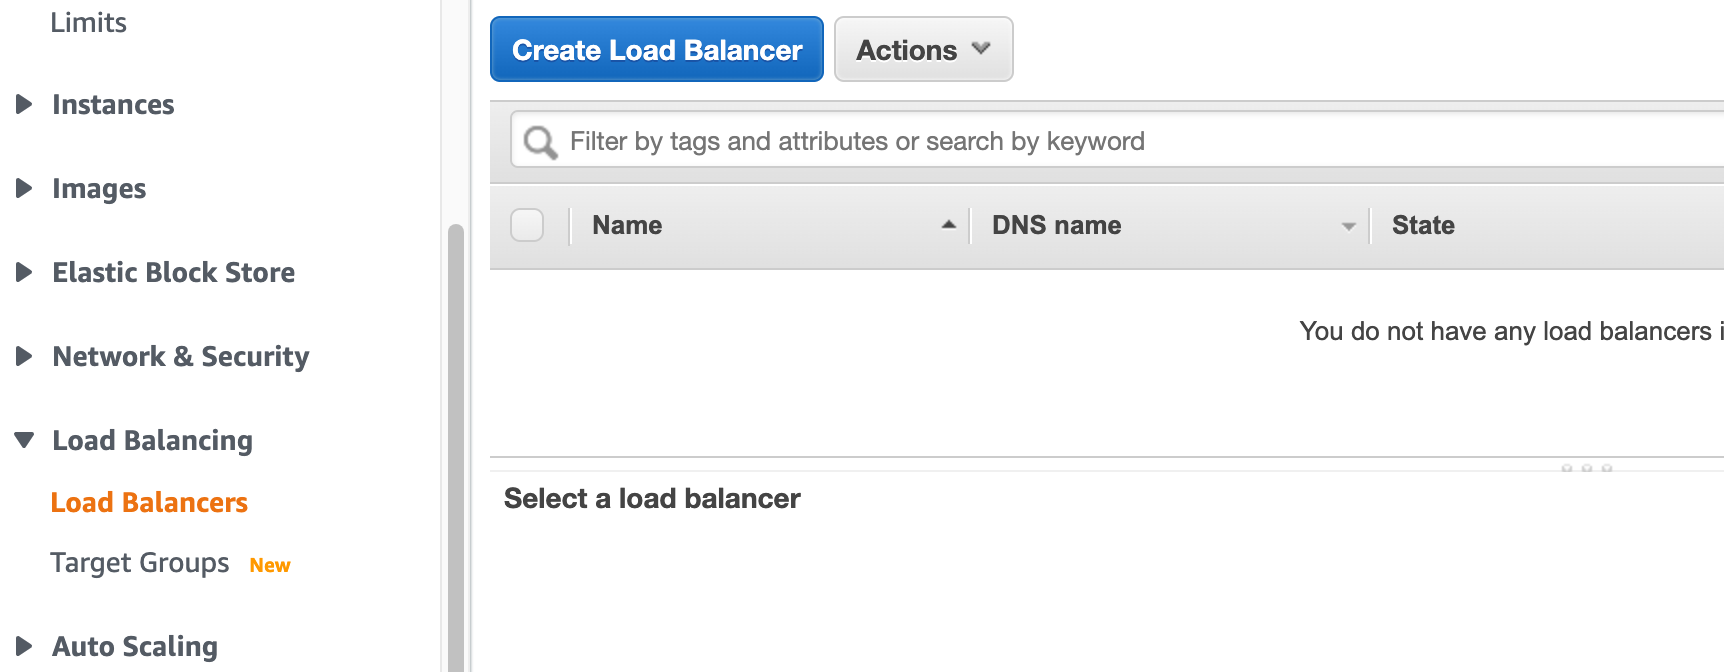 Limits
Instances
Images
Elastic Block Store
Network & Security
Load Balancing
Load Balancers
Target Groups New
Auto Scaling
Create Load Balancer Actions
Filter by tags and attributes or search by keyword
Name DNS name State
You do not have any load balancers
Select a load balancer